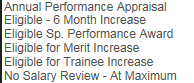 Annual Performance Appraisal
Eligible - 6 Month Increase
Eligible Sp. Performance Award
Eligible for Merit Increase
Eligible for Trainee Increase
No Salary Review - At Maximum